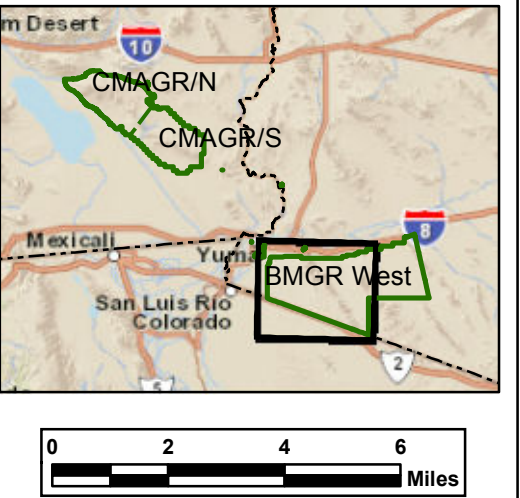 m Desert
10
CMAGR/N
CMAGR/S
8
Mexicali
Yuma
BMGR West
San Luis Rio
Colorado
2
5
0 2 4 6
Miles